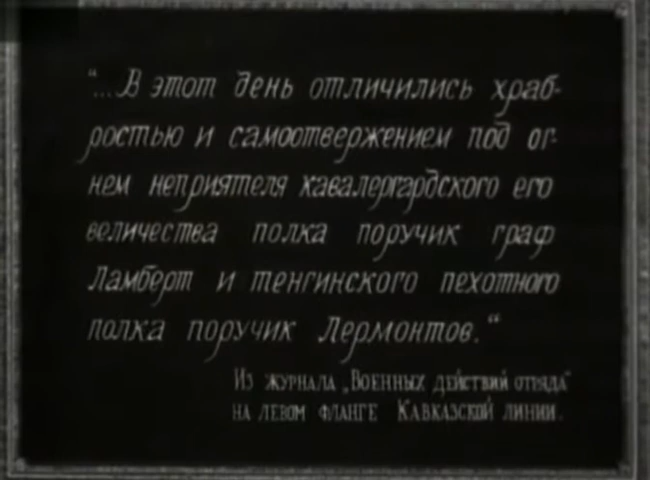 "...В этот день отличились храб-
ростью и самоотвержением под ог-
нем неприятеля кавалергардского его
величества полка поручик граф
Ламберт и тенгинского пехотного
полка поручик Лермонтов."
Из журнала „Военных действий отряда"
на левом фланге Кавказской линии.